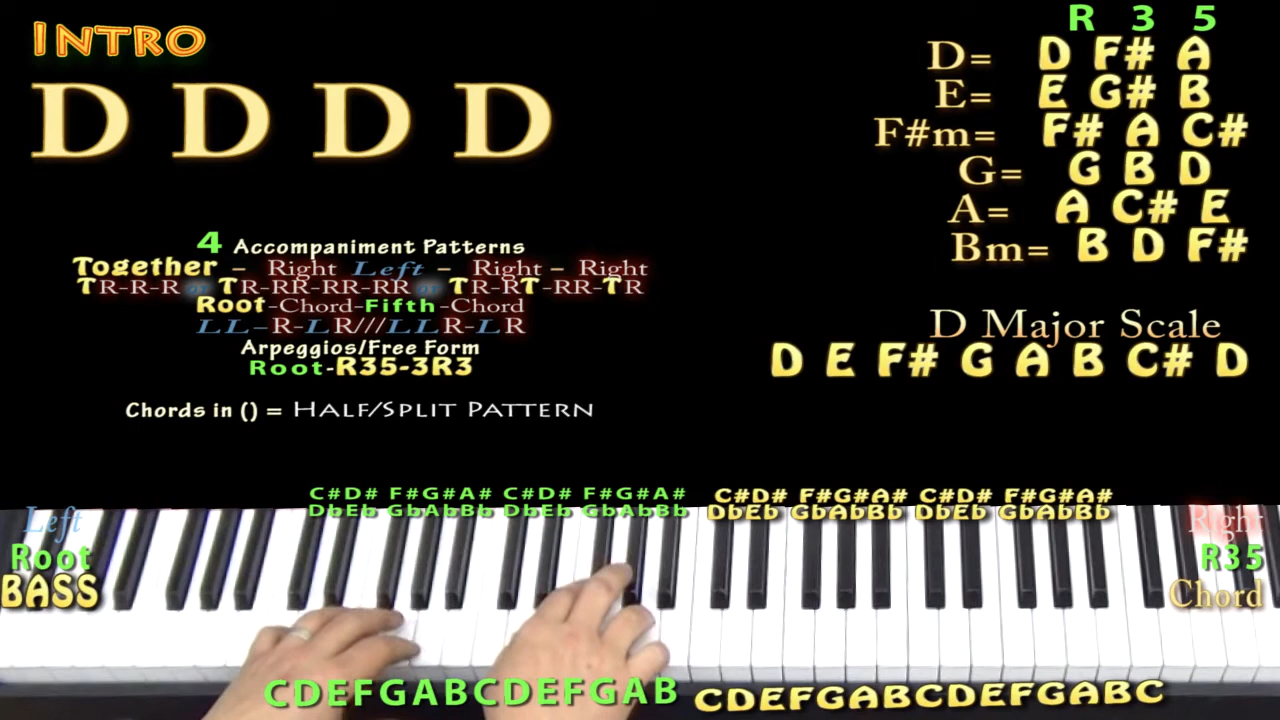 Intro
D D D D
R 3 5
D= D F# A
E= E G# B
F#m= F# A C#
G= G B D
A= A C# E
Bm= B D F#
4 Accompaniment Patterns
Together – Right Left – Right – Right
TR-R-R or TR-RR-RR-RR or TR-RT-RR-TR
Root-Chord-Fifth-Chord
LL–R-LR///LLR-LR
Arpeggios/Free Form
Root-R35-3R3
Chords in () = Half/Split Pattern
D Major Scale
D E F# G A B C# D
C#D# F#G#A# C#D# F#G#A# C#D# F#G#A# C#D# F#G#A#
DbEb GbAbBb DbEb GbAbBb DbEb GbAbBb DbEb GbAbBb
Left
Root
BASS
Right
R35
Chord
CDEFGABCDEFGAB CDEFGABCDEFGABC